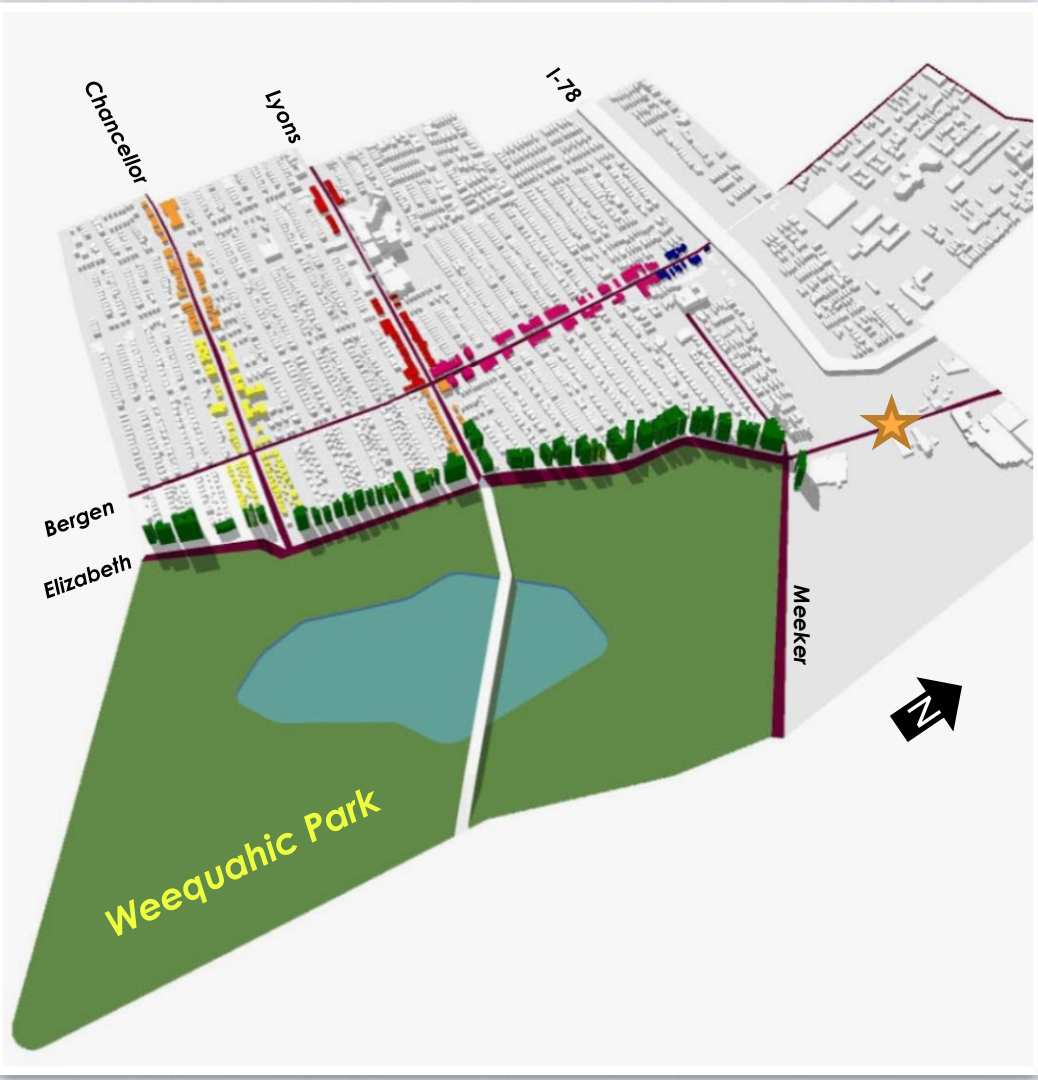 Chancellor
Lyons
I-78
Bergen
Elizabeth
Meeker
N
Weequahic Park